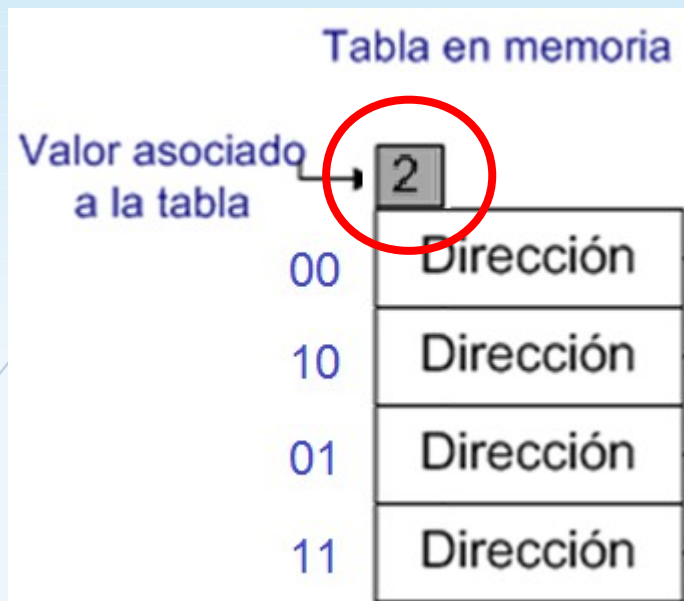 Tabla en memoria
Valor asociado
a la tabla
2
00 Dirección
10 Dirección
01 Dirección
11 Dirección